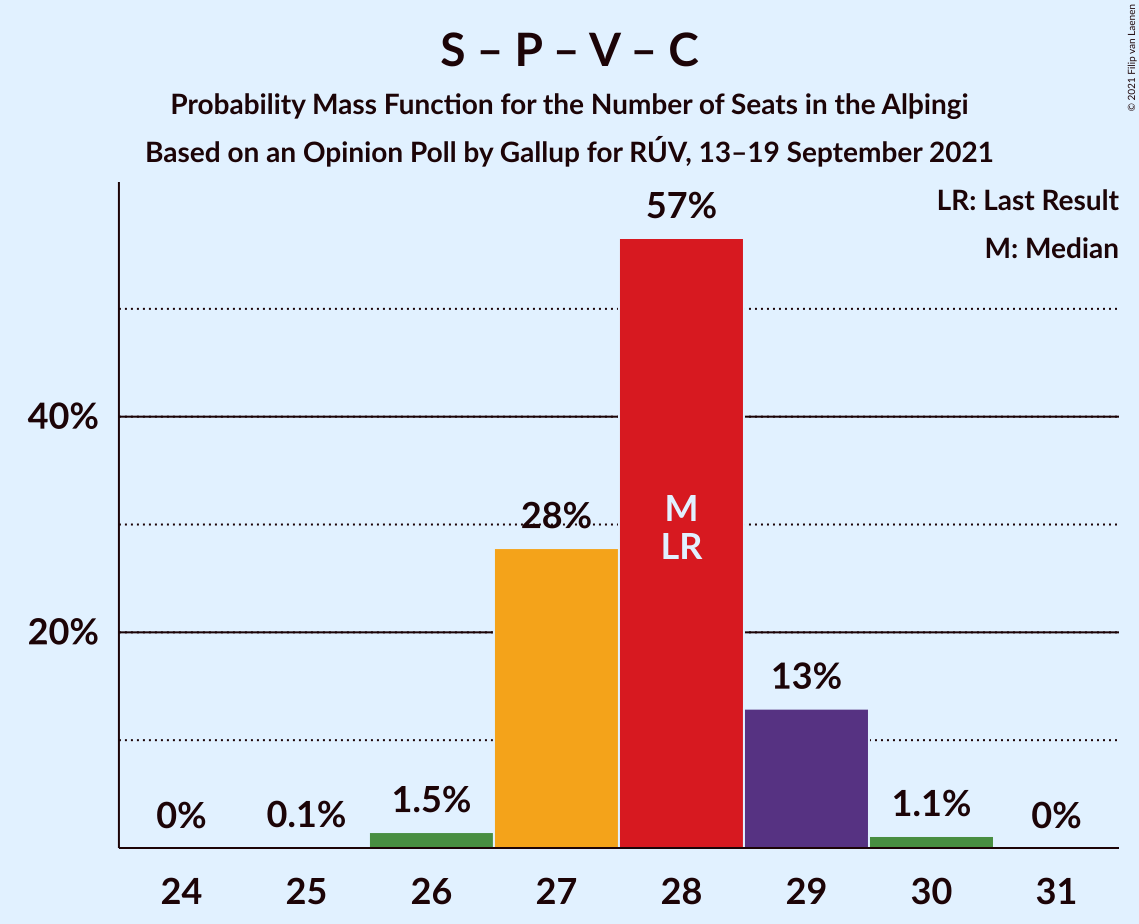 S – P – V – C
Probability Mass Function for the Number of Seats in the Alþingi
Based on an Opinion Poll by Gallup for RÚV, 13–19 September 2021
© 2021 Filip van Laenen
LR: Last Result
M: Median
57%
40%
28%
M
LR
20%
13%
0%
0.1%
1.5%
1.1%
0%
24
25
26
27
28
29
30
31